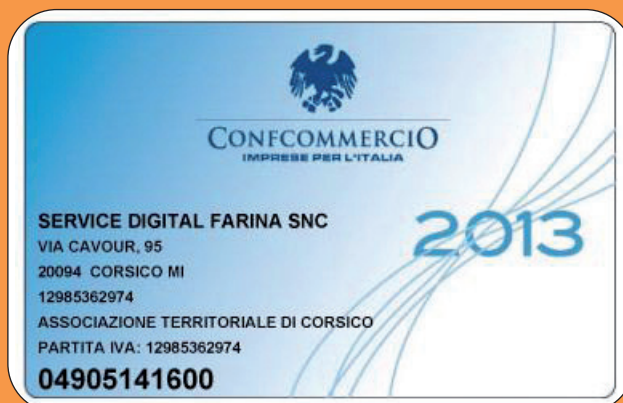 CONFCOMMERCIO
IMPRESE PER L'ITALIA
SERVICE DIGITAL FARINA SNC
2013
VIA CAVOUR, 95
20094 CORSICO MI
12985362974
ASSOCIAZIONE TERRITORIALE DI CORSICO
PARTITA IVA: 12985362974
04905141600